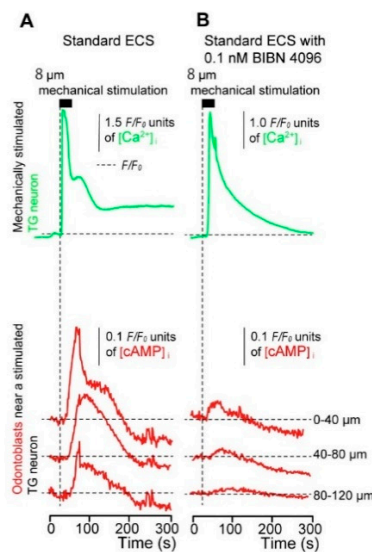 A
B
Standard ECS
Standard ECS with
0.1 nM BIBN 4096
8 µm
mechanical stimulation
8 µm
mechanical stimulation
1.5 F/F₀ units
of [Ca²⁺]i
F/F₀
1.0 F/F₀ units
of [Ca²⁺]i
Mechanically stimulated
TG neuron
0.1 F/F₀ units
of [cAMP]i
0.1 F/F₀ units
of [cAMP]i
Odontoblasts near a stimulated
TG neuron
0-40 µm
40-80 µm
80-120 µm
0 100 200 300
Time (s)
0 100 200 300
Time (s)